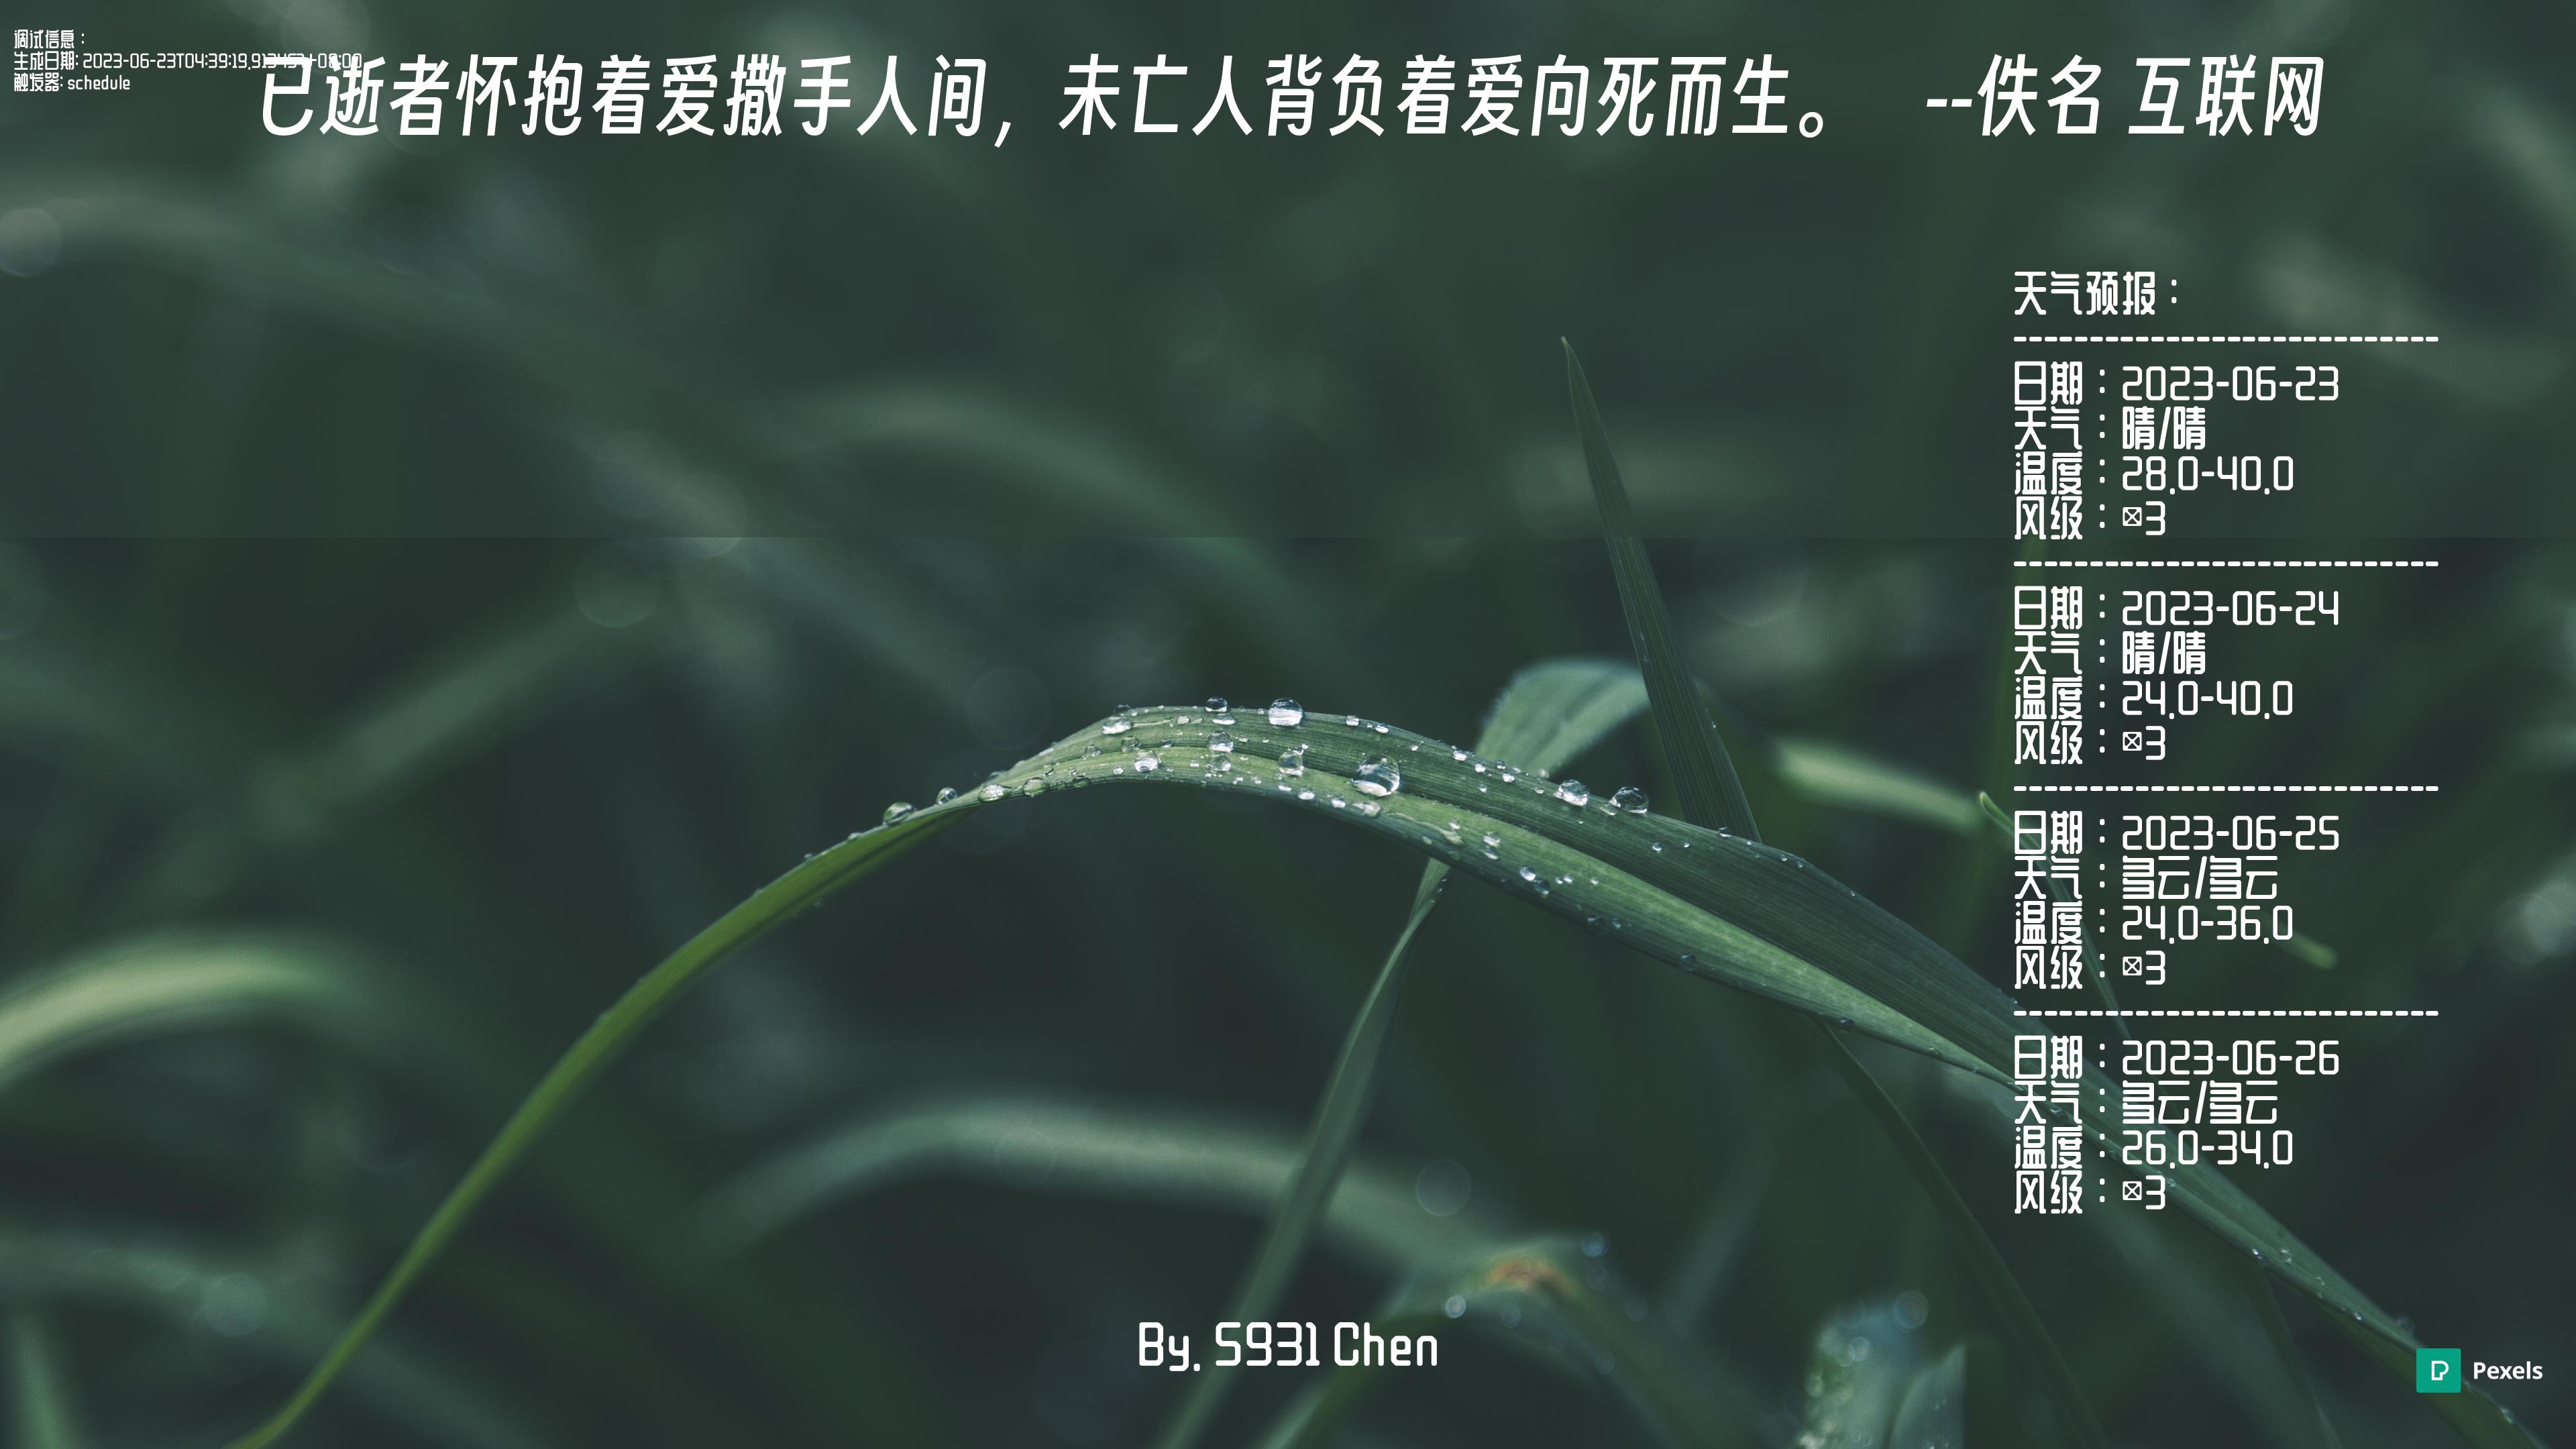 调试信息：
生成日期: 2023-06-23T04:39:19.913457+08:00
触发器: schedule
已逝者怀抱着爱撒手人间，未亡人背负着爱向死而生。 --佚名 互联网
天气预报：
----------------------------
日期：2023-06-23
天气：晴/晴
温度：28.0-40.0
风级：3
----------------------------
日期：2023-06-24
天气：晴/晴
温度：24.0-40.0
风级：3
----------------------------
日期：2023-06-25
天气：多云/多云
温度：24.0-36.0
风级：3
----------------------------
日期：2023-06-26
天气：多云/多云
温度：26.0-34.0
风级：3
By. S931 Chen
Pexels